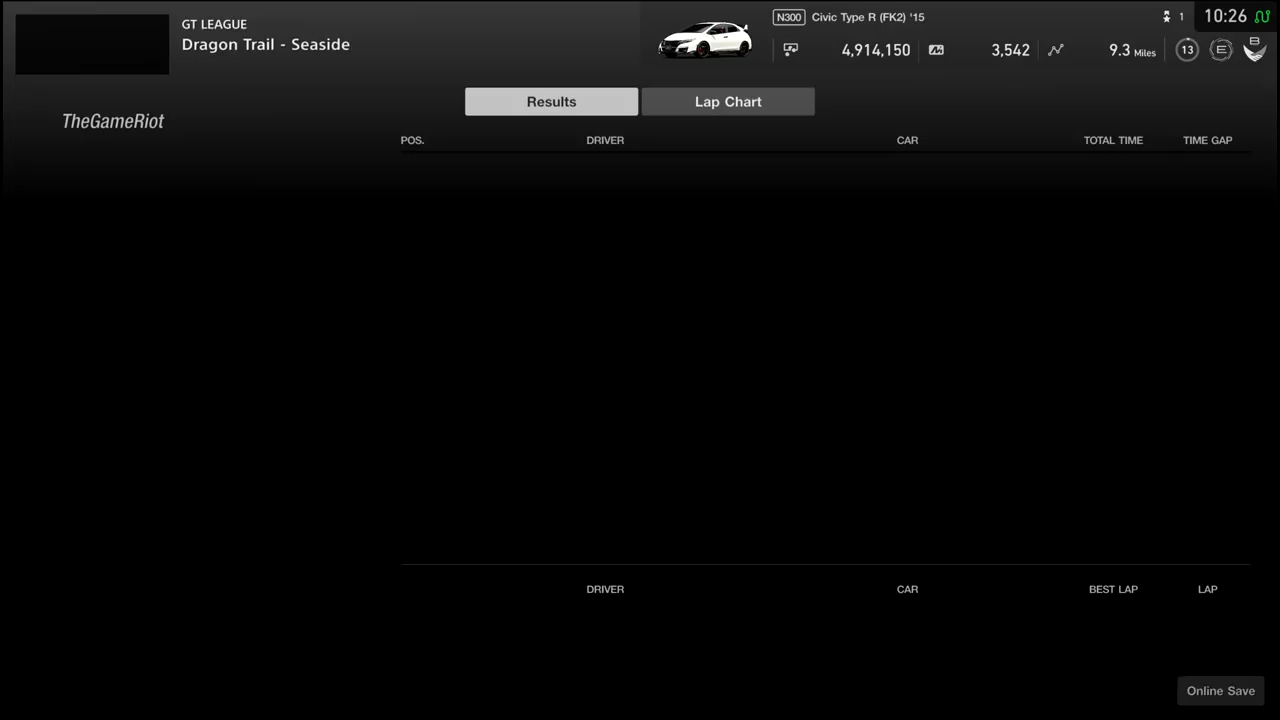 GT LEAGUE
Dragon Trail - Seaside
N300 Civic Type R (FK2) '15
1
10:26
4,914,150
3,542
9.3 Miles
13
E
B
Results
Lap Chart
TheGameRiot
POS. DRIVER CAR TOTAL TIME TIME GAP
DRIVER CAR BEST LAP LAP
Online Save